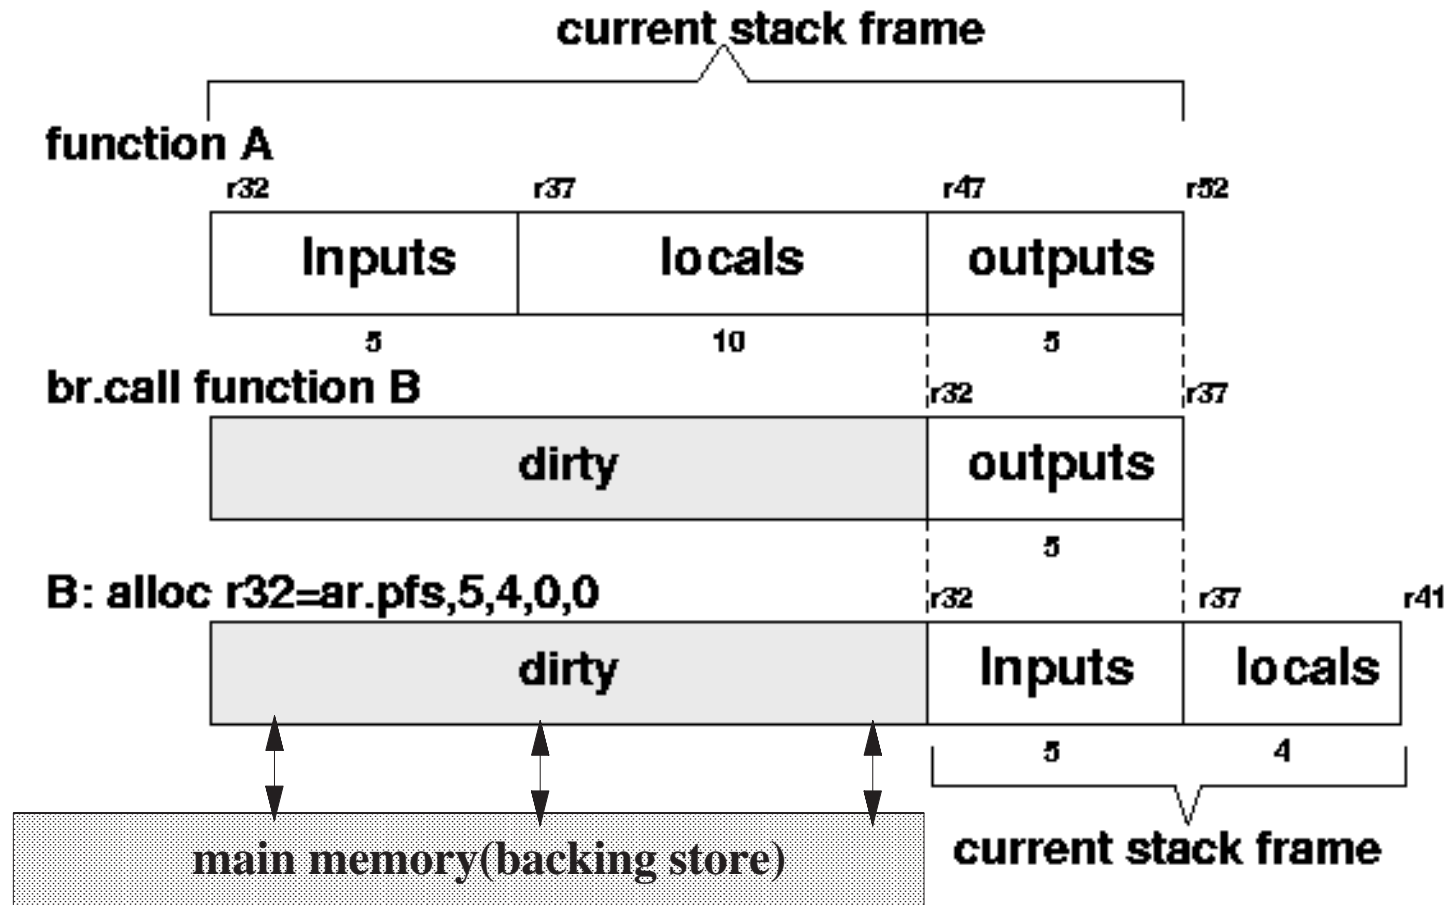 current stack frame
function A
r32 r37 r47 r52
Inputs locals outputs
5 10 5
br.call function B
r32 r37
dirty outputs
5
B: alloc r32=ar.pfs,5,4,0,0
r32 r37 r41
dirty Inputs locals
5 4
main memory(backing store)
current stack frame